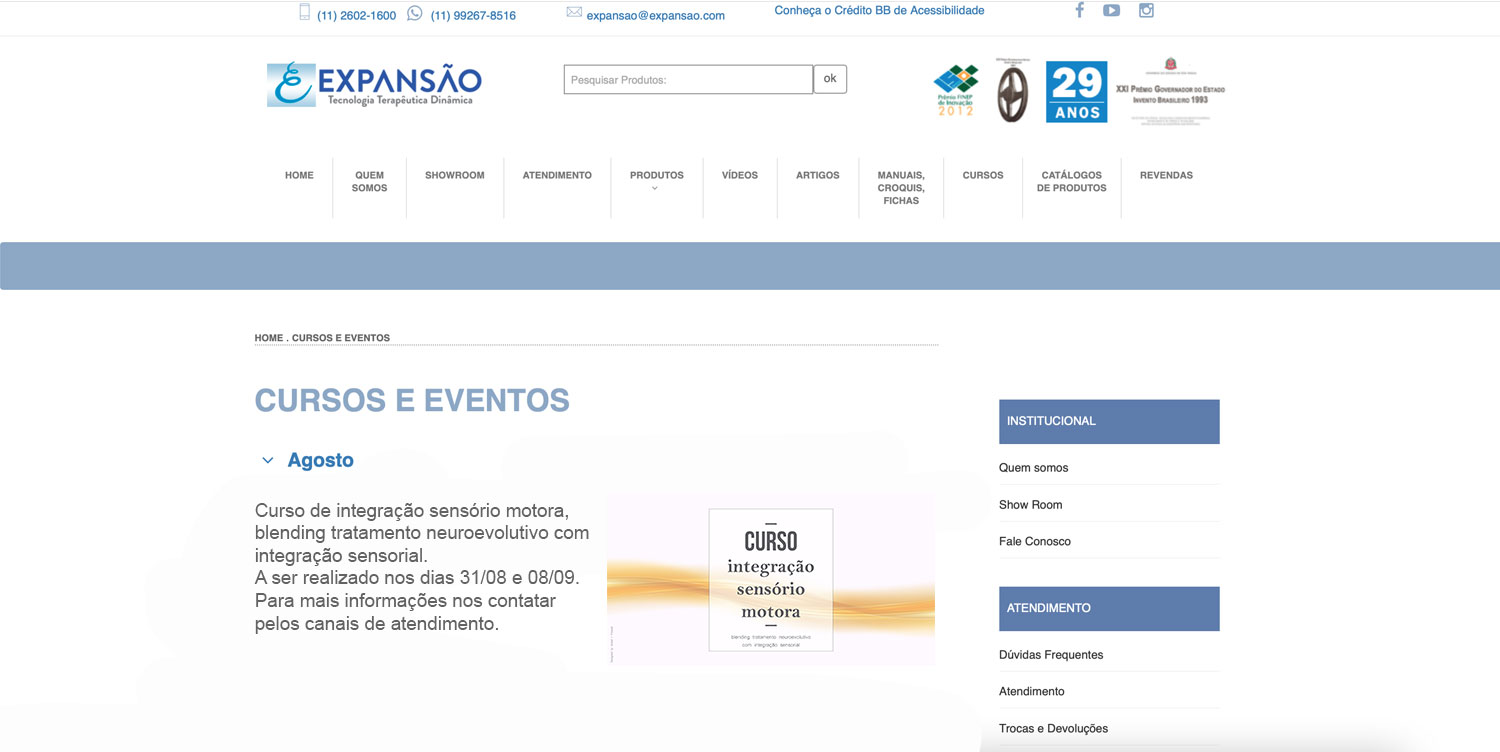 (11) 2602-1600 (11) 99267-8516 expansao@expansao.com Conheça o Crédito BB de Acessibilidade
EXPANSÃO
Tecnologia Terapêutica Dinâmica
Pesquisar Produtos: ok
Prêmio FINEP
de Inovação
2012
29
ANOS
XXI Prêmio Governador do Estado
Invento Brasileiro 1993
HOME
QUEM
SOMOS
SHOWROOM
ATENDIMENTO
PRODUTOS
VÍDEOS
ARTIGOS
MANUAIS,
CROQUIS,
FICHAS
CURSOS
CATÁLOGOS
DE PRODUTOS
REVENDAS
HOME . CURSOS E EVENTOS
CURSOS E EVENTOS
Agosto
Curso de integração sensório motora,
blending tratamento neuroevolutivo com
integração sensorial.
A ser realizado nos dias 31/08 e 08/09.
Para mais informações nos contatar
pelos canais de atendimento.
CURSO
integração
sensório
motora
blending tratamento neuroevolutivo
com integração sensorial
INSTITUCIONAL
Quem somos
Show Room
Fale Conosco
ATENDIMENTO
Dúvidas Frequentes
Atendimento
Trocas e Devoluções